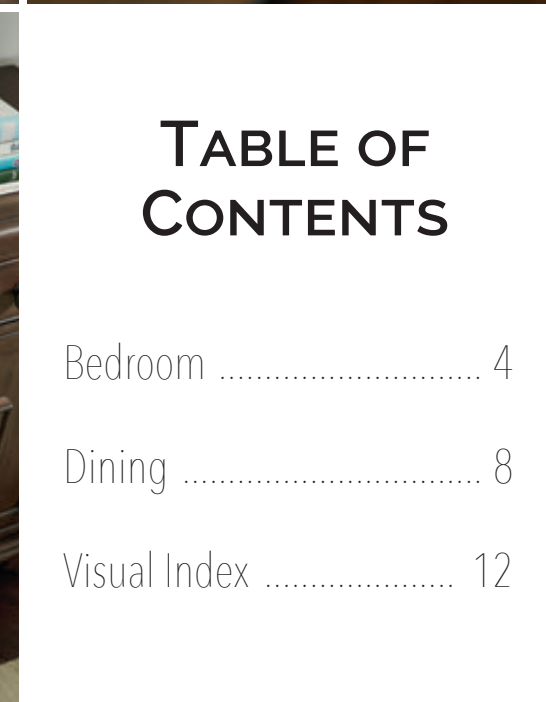 TABLE OF
CONTENTS
Bedroom ............................. 4
Dining ................................. 8
Visual Index ..................... 12